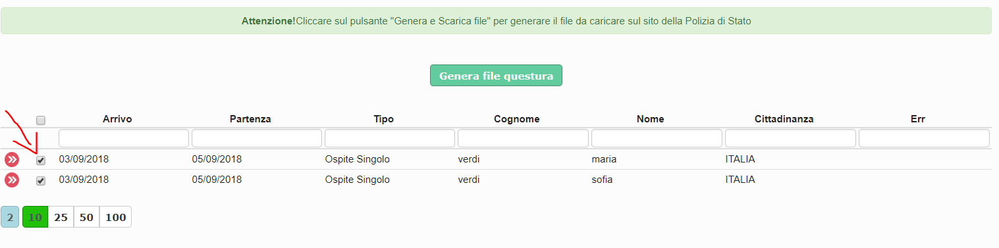 Attenzione!Cliccare sul pulsante "Genera e Scarica file" per generare il file da caricare sul sito della Polizia di Stato
Genera file questura
Arrivo Partenza Tipo Cognome Nome Cittadinanza Err
03/09/2018 05/09/2018 Ospite Singolo verdi maria ITALIA
03/09/2018 05/09/2018 Ospite Singolo verdi sofia ITALIA
2 10 25 50 100